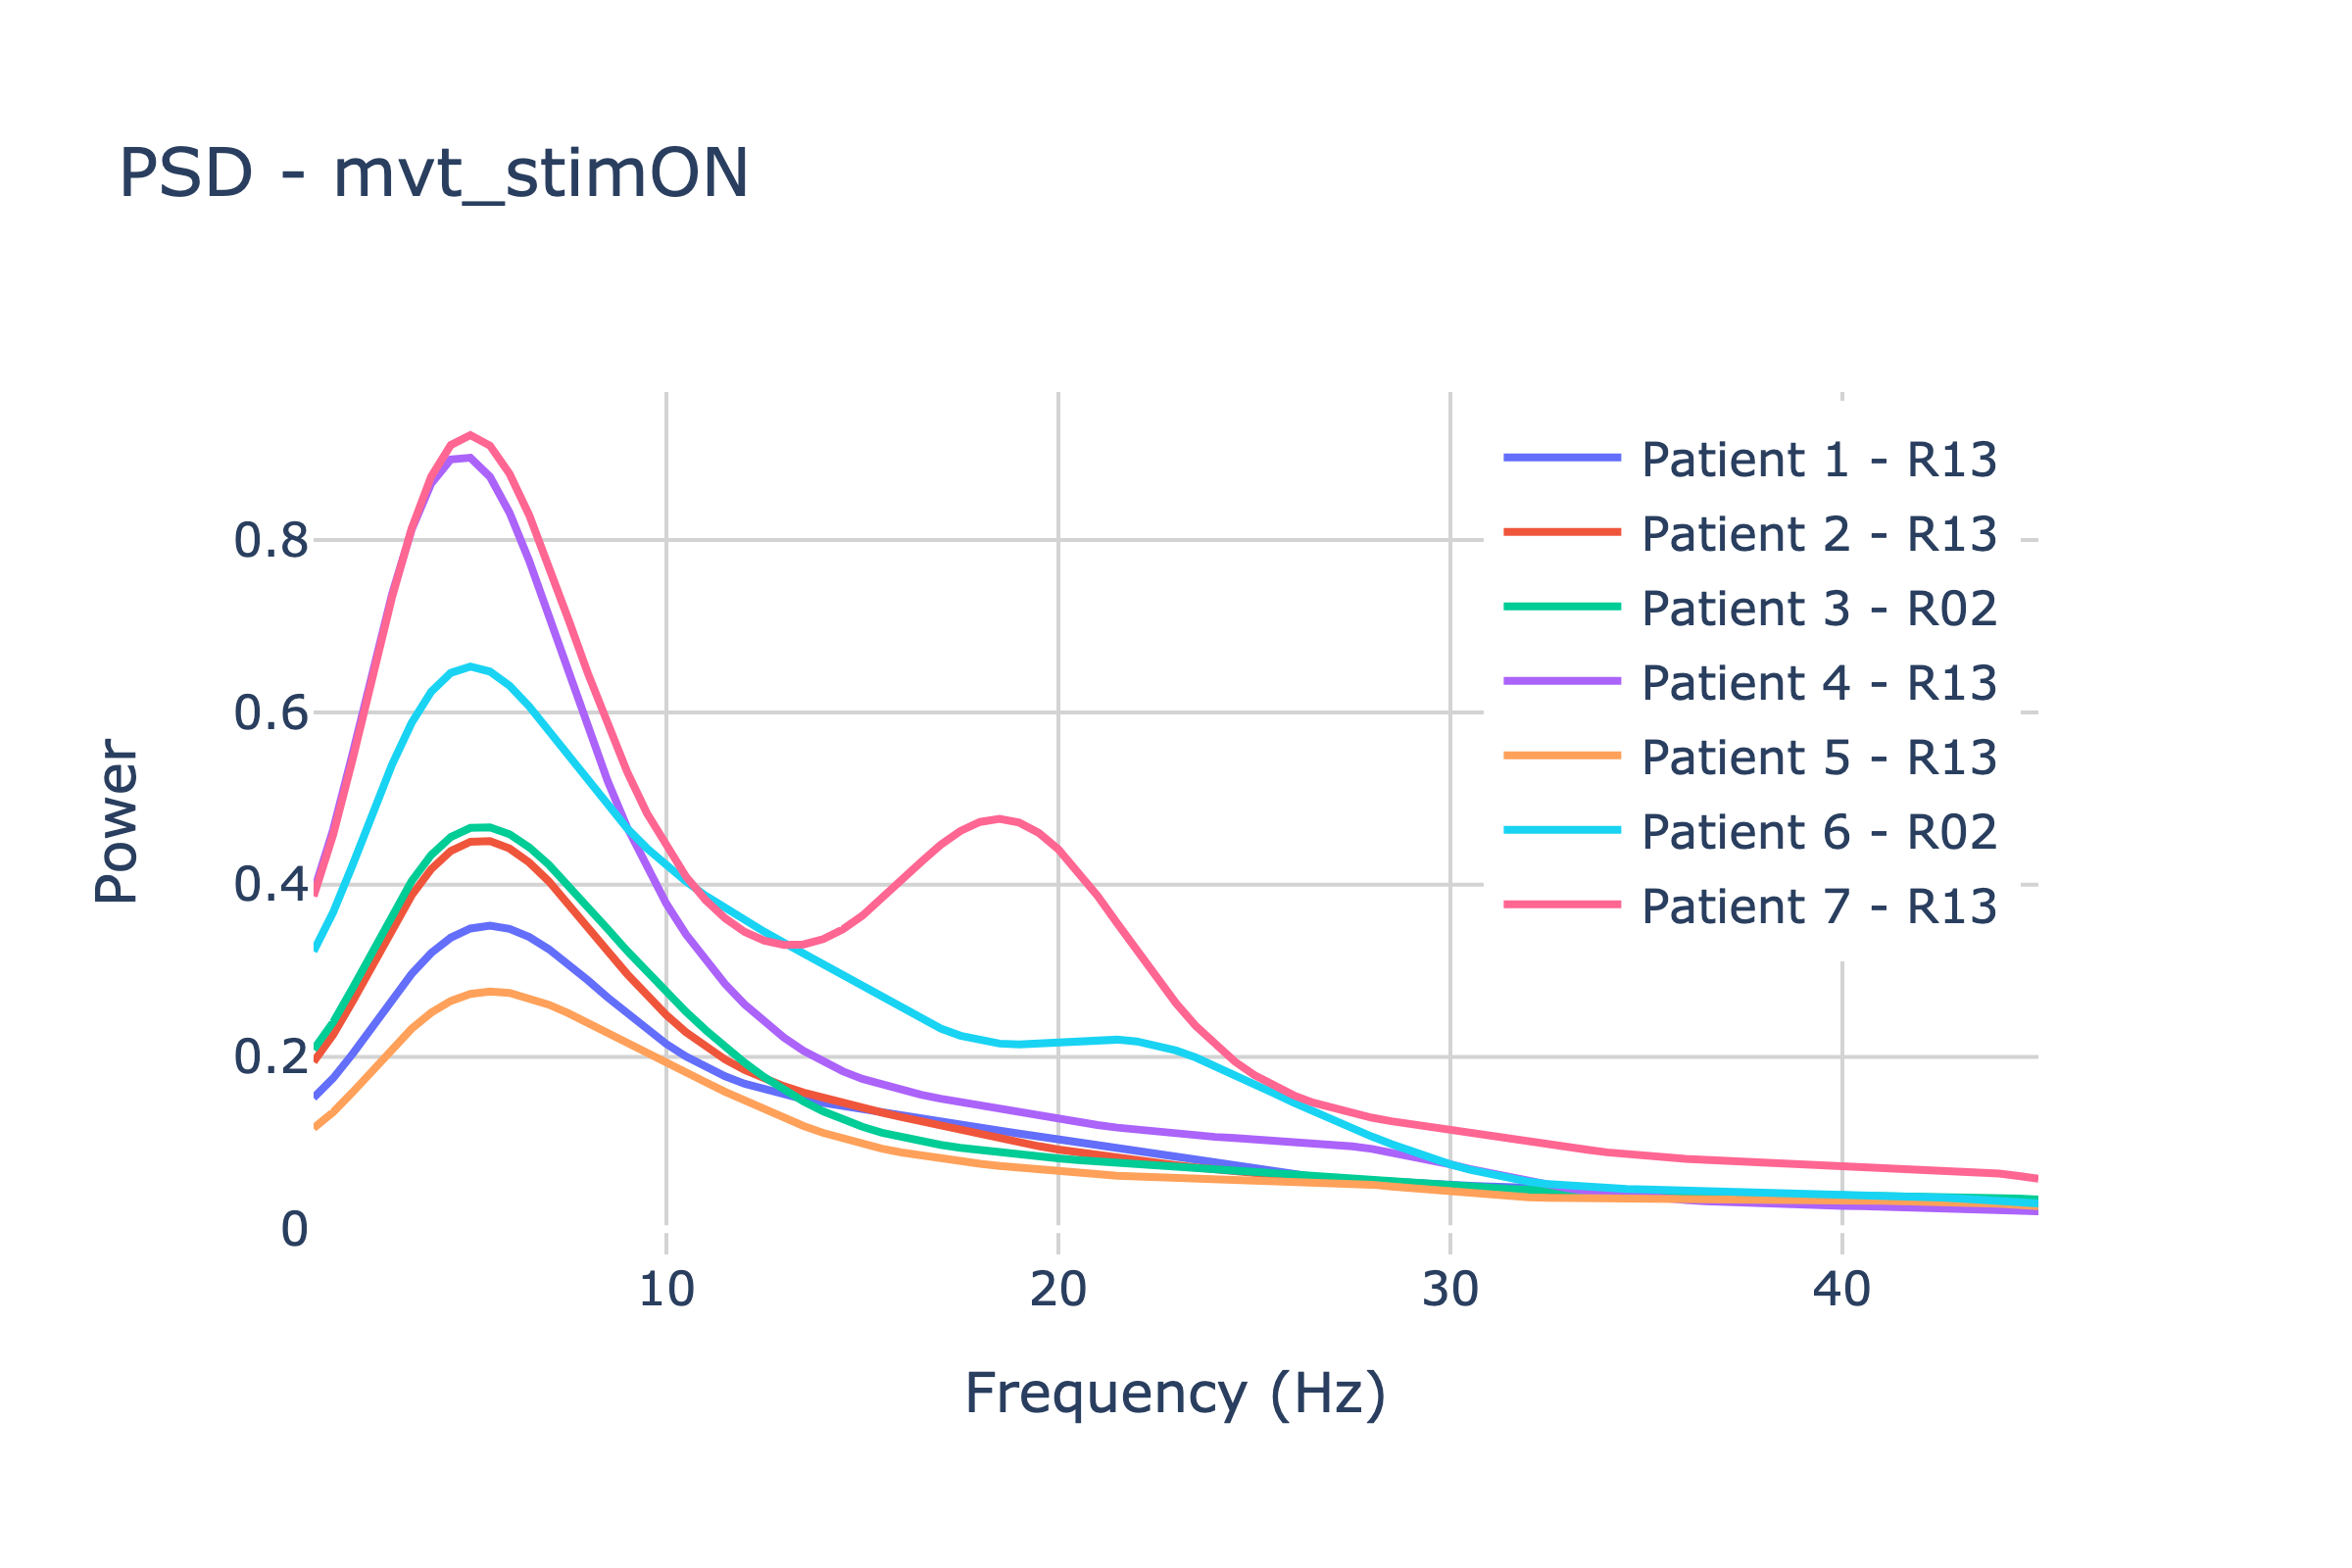 PSD - mvt_stimON
Patient 1 - R13
Patient 2 - R13
Patient 3 - R02
Patient 4 - R13
Patient 5 - R13
Patient 6 - R02
Patient 7 - R13
0.8
0.6
0.4
0.2
0
Power
10 20 30 40
Frequency (Hz)